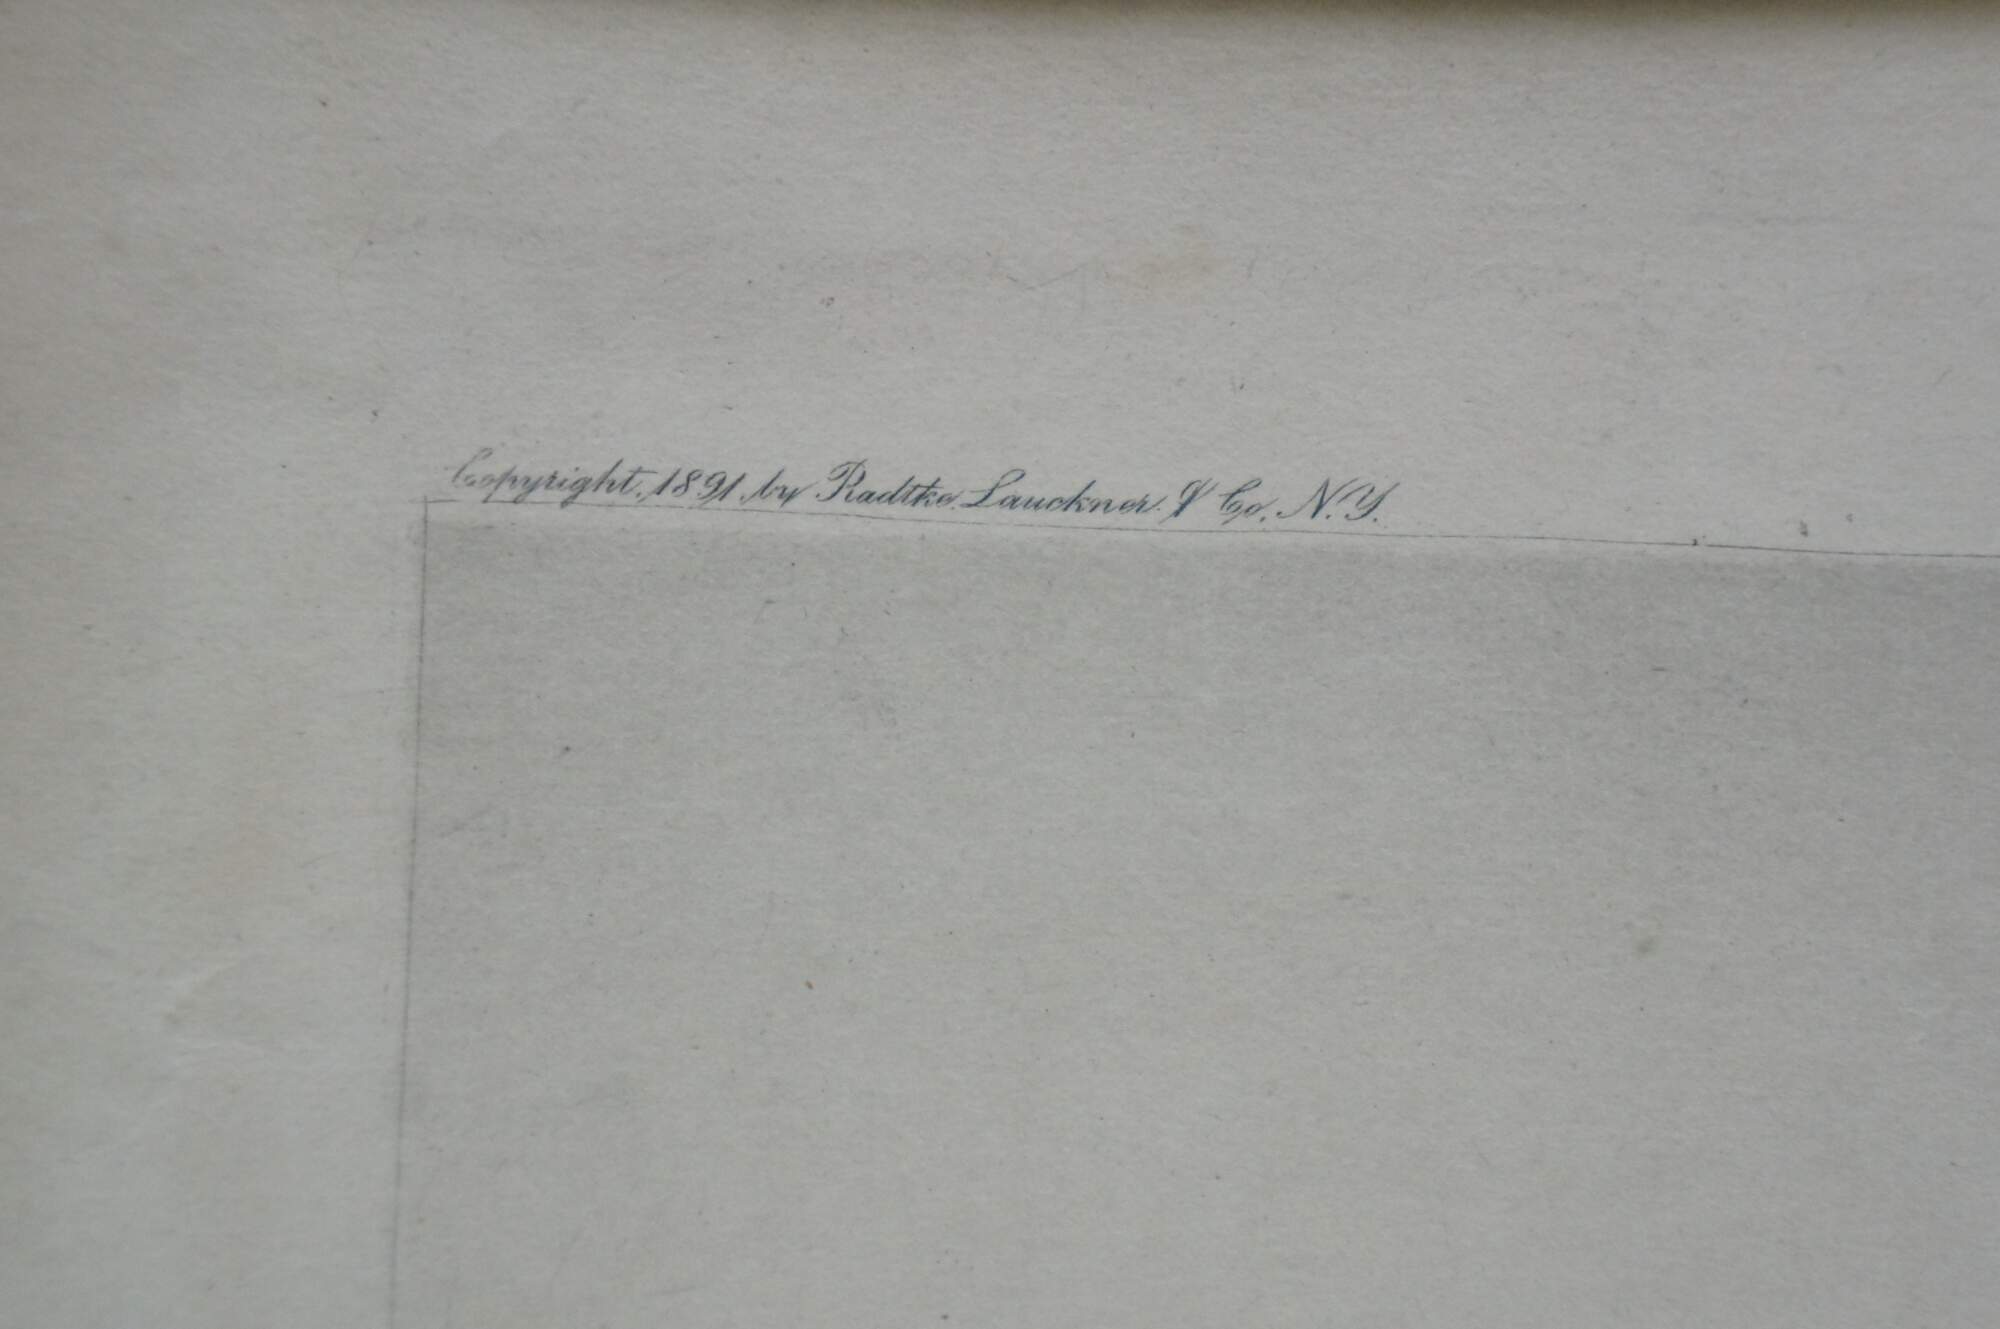 Copyright, 1891, by Radtke, Lauckner & Co, N.Y.